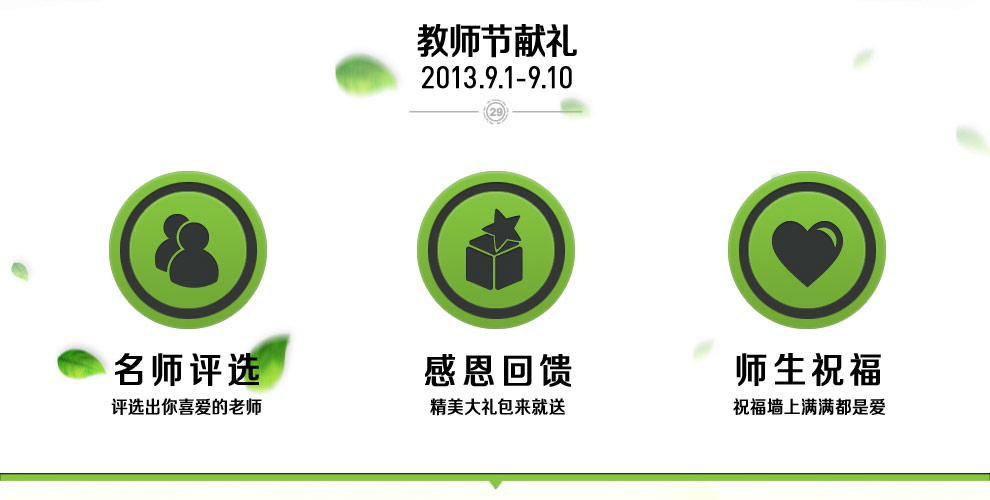 教师节献礼
2013.9.1-9.10
29
名师评选
评选出你喜爱的老师
感恩回馈
精美大礼包来就送
师生祝福
祝福墙上满满都是爱